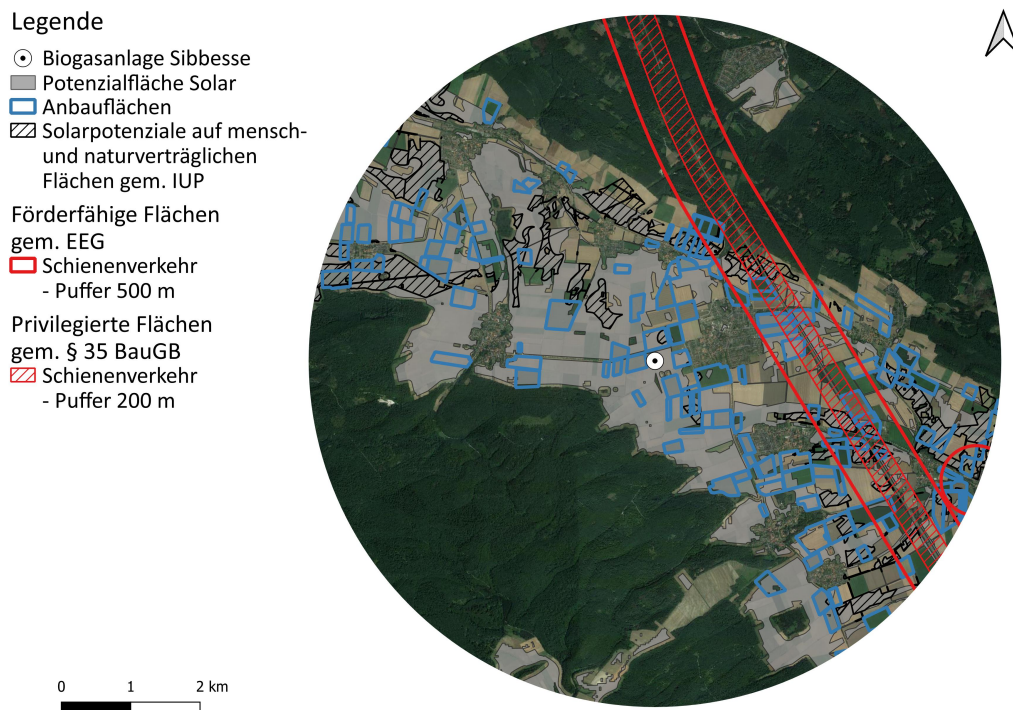 Legende
Biogasanlage Sibbesse
Potenzialfläche Solar
Anbauflächen
Solarpotenziale auf mensch-
und naturverträglichen
Flächen gem. IUP
Förderfähige Flächen
gem. EEG
Schienenverkehr
- Puffer 500 m
Privilegierte Flächen
gem. § 35 BauGB
Schienenverkehr
- Puffer 200 m
0 1 2 km